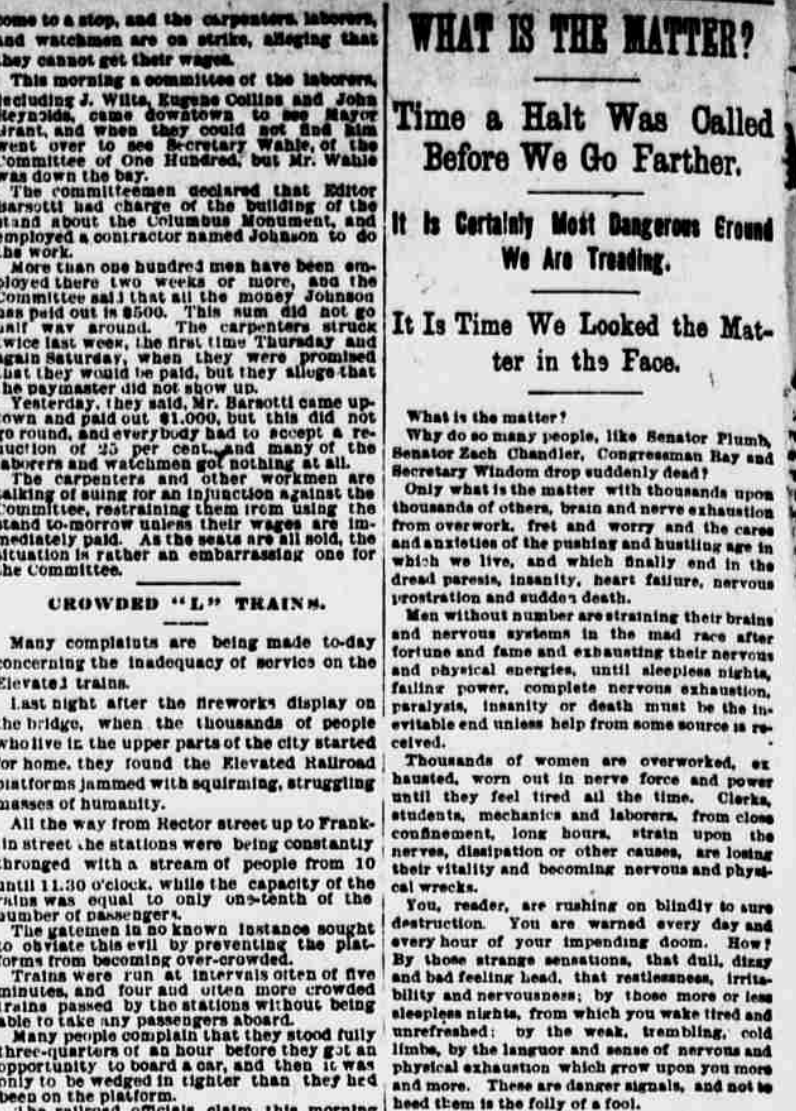 come to a stop, and the carpenters, laborers,
and watchmen are on strike, alleging that
they cannot get their wages.
This morning a committee of the laborers,
including J. Wilts, Eugene Collins and John
Reynolds, came downtown to see Mayor
Grant, and when they could not find him
went over to see Secretary Wahle, of the
Committee of One Hundred, but Mr. Wahle
was down the bay.
The committeemen declared that Editor
Barsotti had charge of the building of the
stand about the Columbus Monument, and
employed a contractor named Johnson to do
the work.
More than one hundred men have been em-
ployed there two weeks or more, and the
Committee said that all the money Johnson
has paid out is $500. This sum did not go
half way around. The carpenters struck
twice last week, the first time Thursday and
again Saturday, when they were promised
that they would be paid, but they alluge that
the paymaster did not show up.
Yesterday, they said, Mr. Barsotti came up-
town and paid out $1,000, but this did not
go round, and everybody had to accept a re-
duction of 25 per cent., and many of the
laborers and watchmen got nothing at all.
The carpenters and other workmen are
talking of suing for an injunction against the
Committee, restraining them from using the
stand to-morrow unless their wages are im-
mediately paid. As the seats are all sold, the
situation is rather an embarrassing one for
the Committee.
CROWDED "L" TRAINS.
Many complaints are being made to-day
concerning the inadequacy of service on the
Elevated trains.
Last night after the fireworks display on
the bridge, when the thousands of people
who live in the upper parts of the city started
for home, they found the Elevated Railroad
platforms jammed with squirming, struggling
masses of humanity.
All the way from Rector street up to Frank-
lin street the stations were being constantly
thronged with a stream of people from 10
until 11.30 o'clock, while the capacity of the
trains was equal to only one-tenth of the
number of passengers.
The gatemen in no known instance sought
to obviate this evil by preventing the plat-
forms from becoming over-crowded.
Trains were run at intervals often of five
minutes, and four and often more crowded
trains passed by the stations without being
able to take any passengers aboard.
Many people complain that they stood fully
three-quarters of an hour before they got an
opportunity to board a car, and then it was
only to be wedged in tighter than they had
been on the platform.
The railroad officials claim this morning
WHAT IS THE MATTER?
Time a Halt Was Called
Before We Go Farther.
It Is Certainly Most Dangerous Ground
We Are Treading.
It Is Time We Looked the Mat-
ter in the Face.
What is the matter?
Why do so many people, like Senator Plumb,
Senator Zach Chandler, Congressman Ray and
Secretary Windom drop suddenly dead?
Only what is the matter with thousands upon
thousands of others, brain and nerve exhaustion
from overwork, fret and worry and the cares
and anxieties of the pushing and hustling age in
which we live, and which finally end in the
dread paresis, insanity, heart failure, nervous
prostration and sudden death.
Men without number are straining their brains
and nervous systems in the mad race after
fortune and fame and exhausting their nervous
and physical energies, until sleepless nights,
failing power, complete nervous exhaustion,
paralysis, insanity or death must be the in-
evitable end unless help from some source is re-
ceived.
Thousands of women are overworked, ex
hausted, worn out in nerve force and power
until they feel tired all the time. Clerks,
students, mechanics and laborers, from close
confinement, long hours, strain upon the
nerves, dissipation or other causes, are losing
their vitality and becoming nervous and physi-
cal wrecks.
You, reader, are rushing on blindly to sure
destruction. You are warned every day and
every hour of your impending doom. How?
By those strange sensations, that dull, dizzy
and bad feeling head, that restlessness, irrita-
bility and nervousness; by those more or less
sleepless nights, from which you wake tired and
unrefreshed; by the weak, trembling, cold
limbs, by the languor and sense of nervous and
physical exhaustion which grow upon you more
and more. These are danger signals, and not to
heed them is the folly of a fool.